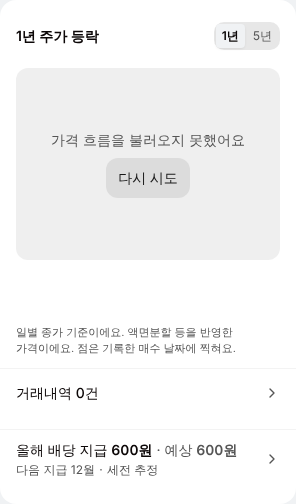 1년 주가 등락
1년 5년
가격 흐름을 불러오지 못했어요
다시 시도
일별 종가 기준이에요. 액면분할 등을 반영한
가격이에요. 점은 기록한 매수 날짜에 찍혀요.
거래내역 0건
올해 배당 지급 600원 · 예상 600원
다음 지급 12월 · 세전 추정